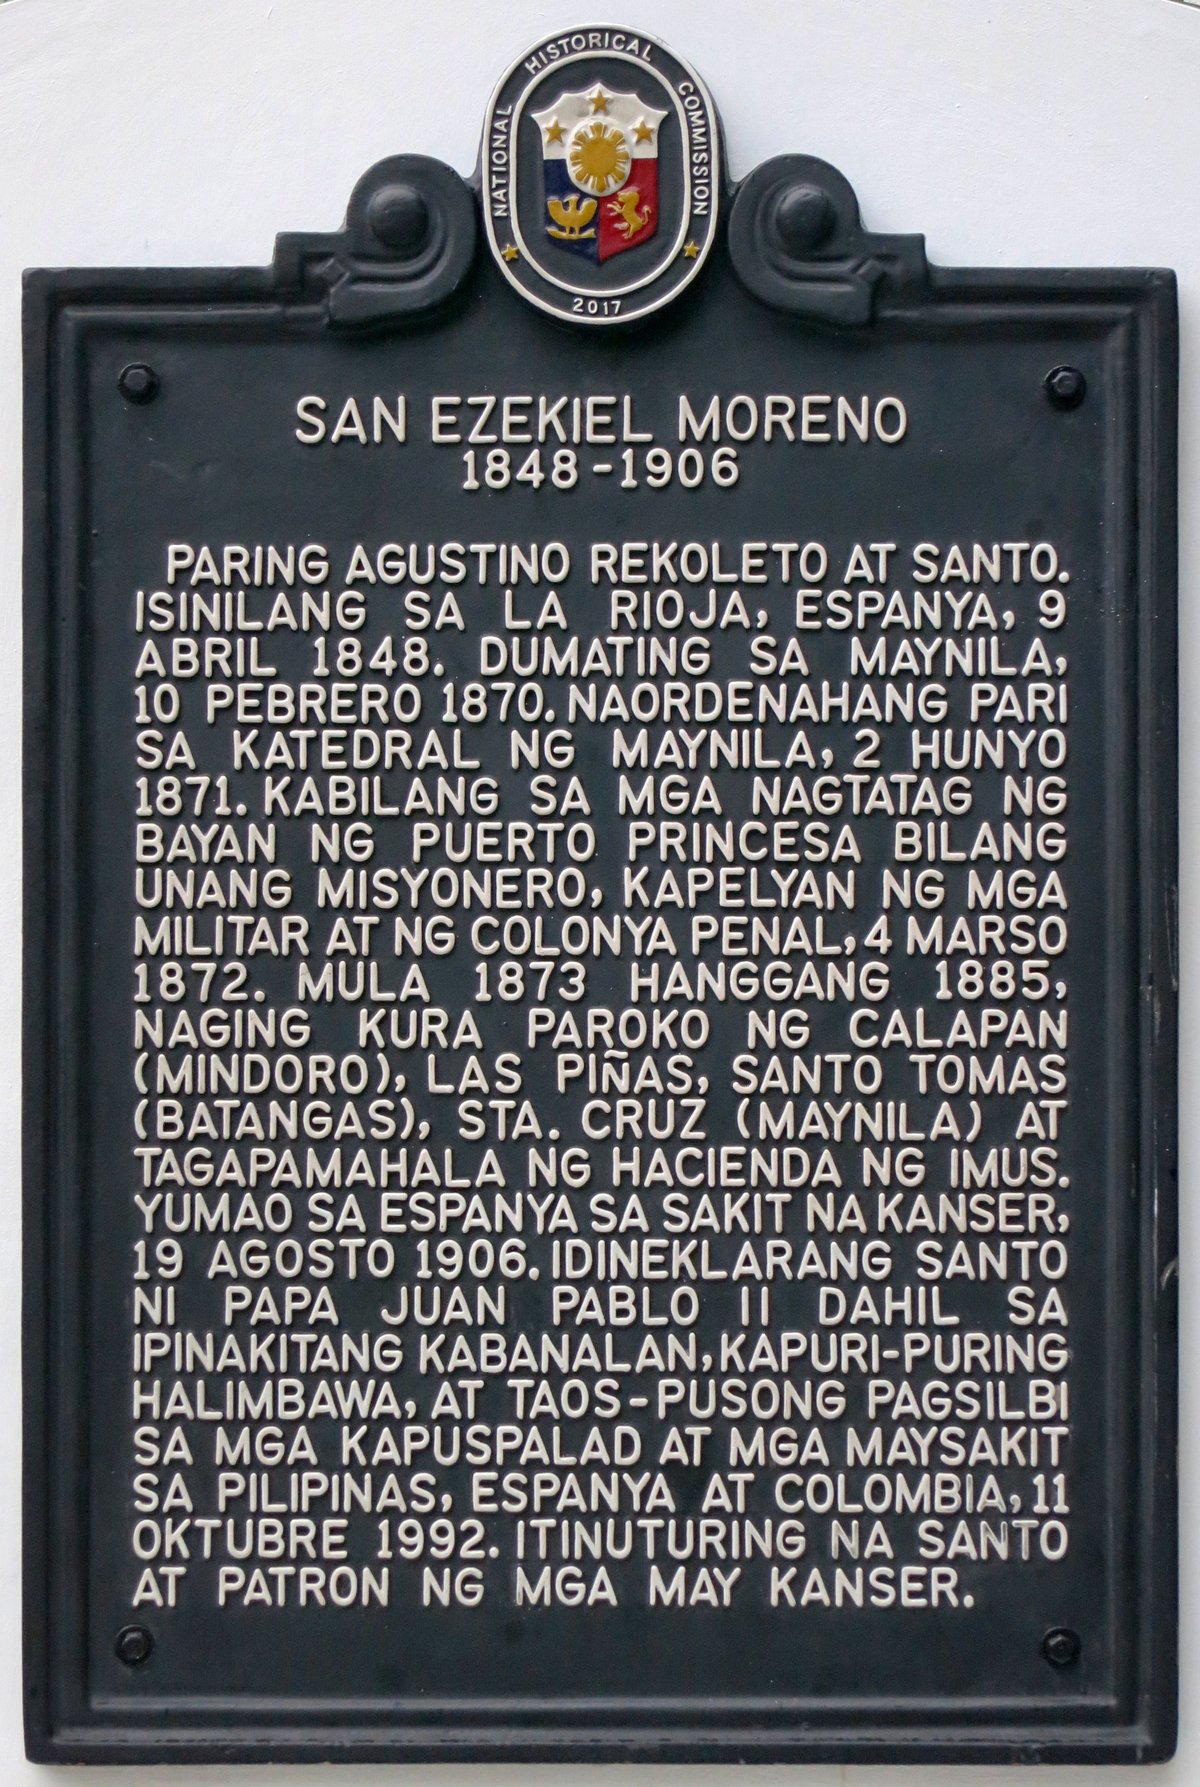 NATIONAL HISTORICAL COMMISSION
2017
SAN EZEKIEL MORENO
1848-1906
PARING AGUSTINO REKOLETO AT SANTO.
ISINILANG SA LA RIOJA, ESPANYA, 9
ABRIL 1848. DUMATING SA MAYNILA,
10 PEBRERO 1870. NAORDENAHANG PARI
SA KATEDRAL NG MAYNILA, 2 HUNYO
1871. KABILANG SA MGA NAGTATAG NG
BAYAN NG PUERTO PRINCESA BILANG
UNANG MISYONERO, KAPELYAN NG MGA
MILITAR AT NG COLONYA PENAL, 4 MARSO
1872. MULA 1873 HANGGANG 1885,
NAGING KURA PAROKO NG CALAPAN
(MINDORO), LAS PIÑAS, SANTO TOMAS
(BATANGAS), STA. CRUZ (MAYNILA) AT
TAGAPAMAHALA NG HACIENDA NG IMUS.
YUMAO SA ESPANYA SA SAKIT NA KANSER,
19 AGOSTO 1906. IDINEKLARANG SANTO
NI PAPA JUAN PABLO II DAHIL SA
IPINAKITANG KABANALAN, KAPURI-PURING
HALIMBAWA, AT TAOS-PUSONG PAGSILBI
SA MGA KAPUSPALAD AT MGA MAYSAKIT
SA PILIPINAS, ESPANYA AT COLOMBIA, 11
OKTUBRE 1992. ITINUTURING NA SANTO
AT PATRON NG MGA MAY KANSER.